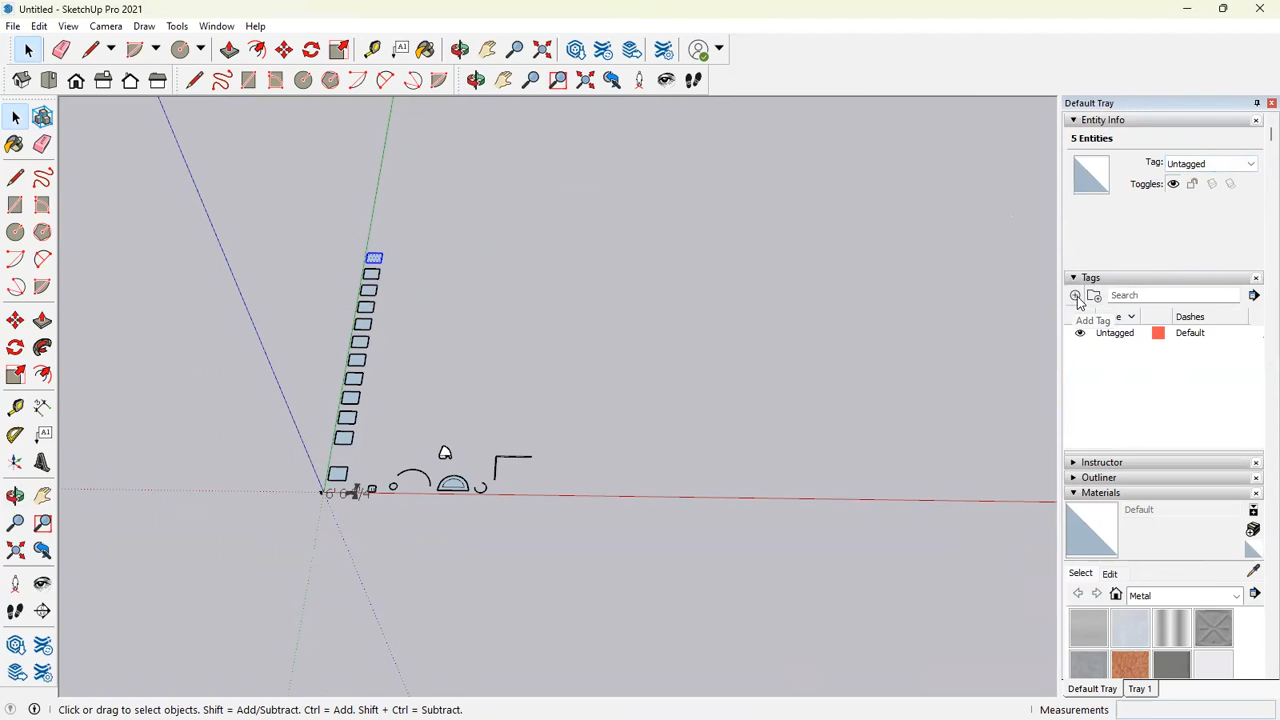 Untitled - SketchUp Pro 2021
File Edit View Camera Draw Tools Window Help
A1
Default Tray
Entity Info
5 Entities
Tag: Untagged
Toggles:
Tags
Search
Add Tag
Dashes
Untagged Default
Instructor
Outliner
Materials
Default
Select Edit
Metal
A1
Default Tray Tray 1
Click or drag to select objects. Shift = Add/Subtract. Ctrl = Add. Shift + Ctrl = Subtract.
Measurements